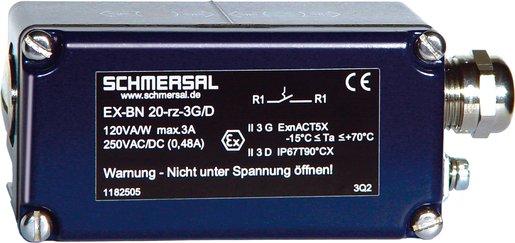 SCHMERSAL
www.schmersal.de
EX-BN 20-rz-3G/D
120VA/W max.3A
250VAC/DC (0,48A)
R1 R1
CE
Ex
II 3 G ExnACT5X
-15°C ≤ Ta ≤ +70°C
II 3 D IP67T90°CX
Warnung - Nicht unter Spannung öffnen!
1182505 3Q2